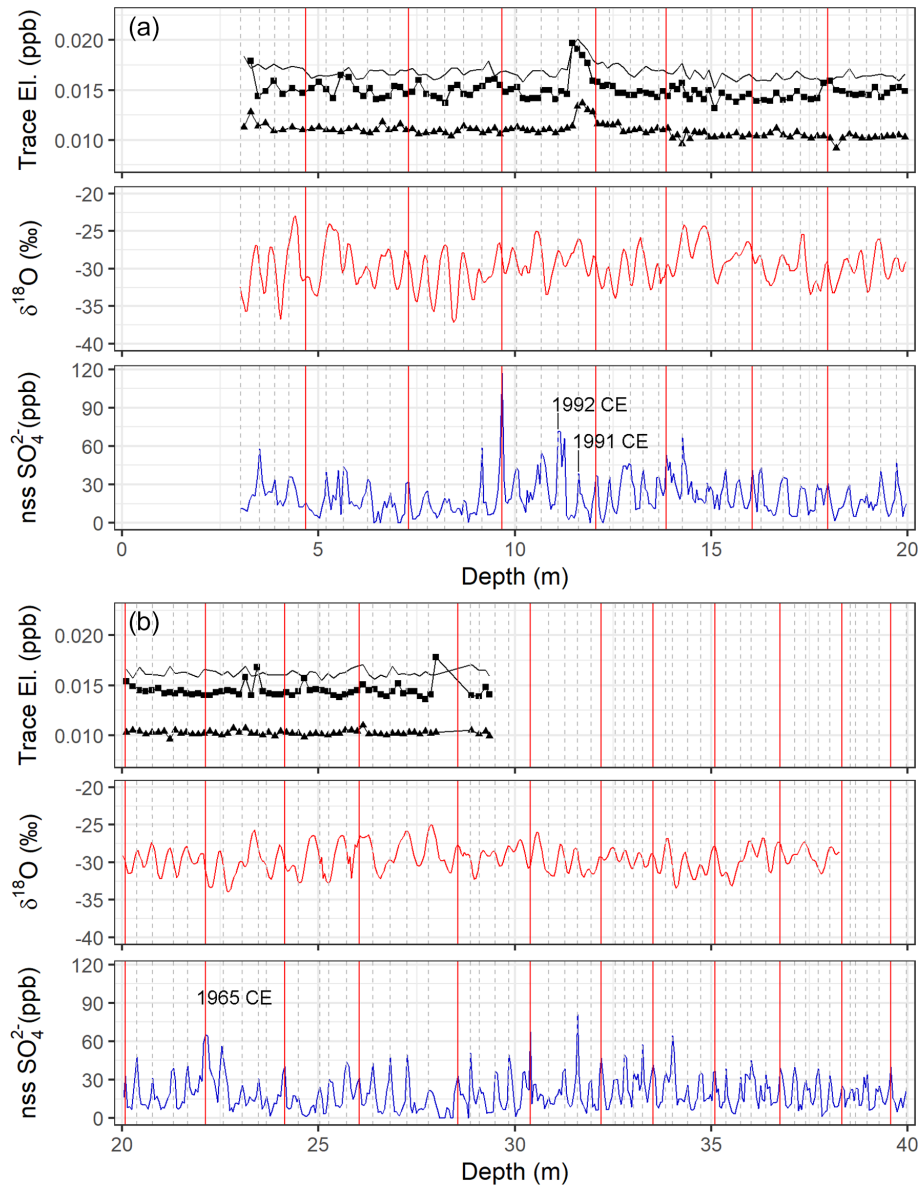 (a)
Trace El. (ppb)
0.020
0.015
0.010
δ¹⁸O (‰)
-20
-25
-30
-35
-40
nss SO₄²⁻(ppb)
120
90
60
30
0
1992 CE
1991 CE
0 5 10 15 20
Depth (m)
(b)
Trace El. (ppb)
0.020
0.015
0.010
δ¹⁸O (‰)
-20
-25
-30
-35
-40
nss SO₄²⁻(ppb)
120
90
60
30
0
1965 CE
20 25 30 35 40
Depth (m)